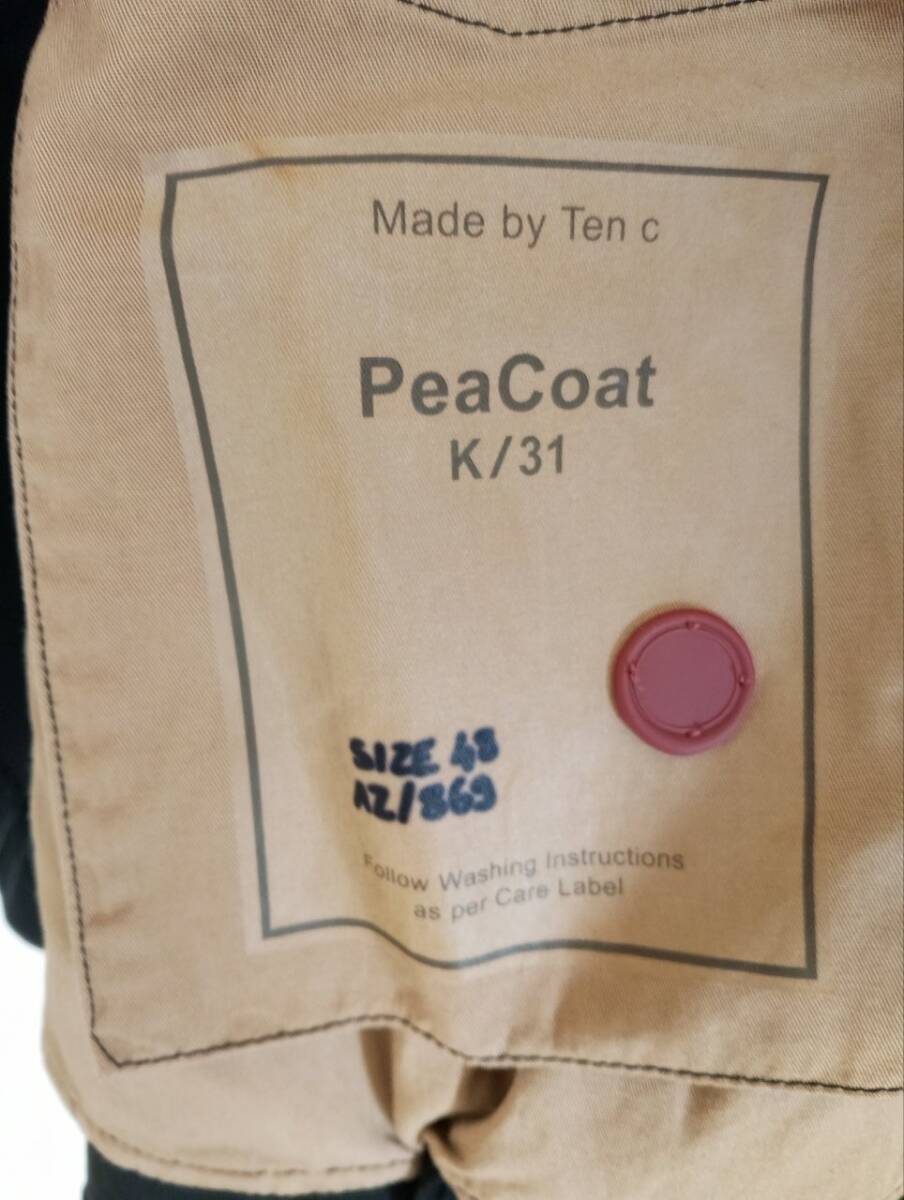 Made by Ten c
PeaCoat
K/31
SIZE 48
AZ/869
Follow Washing Instructions
as per Care Label